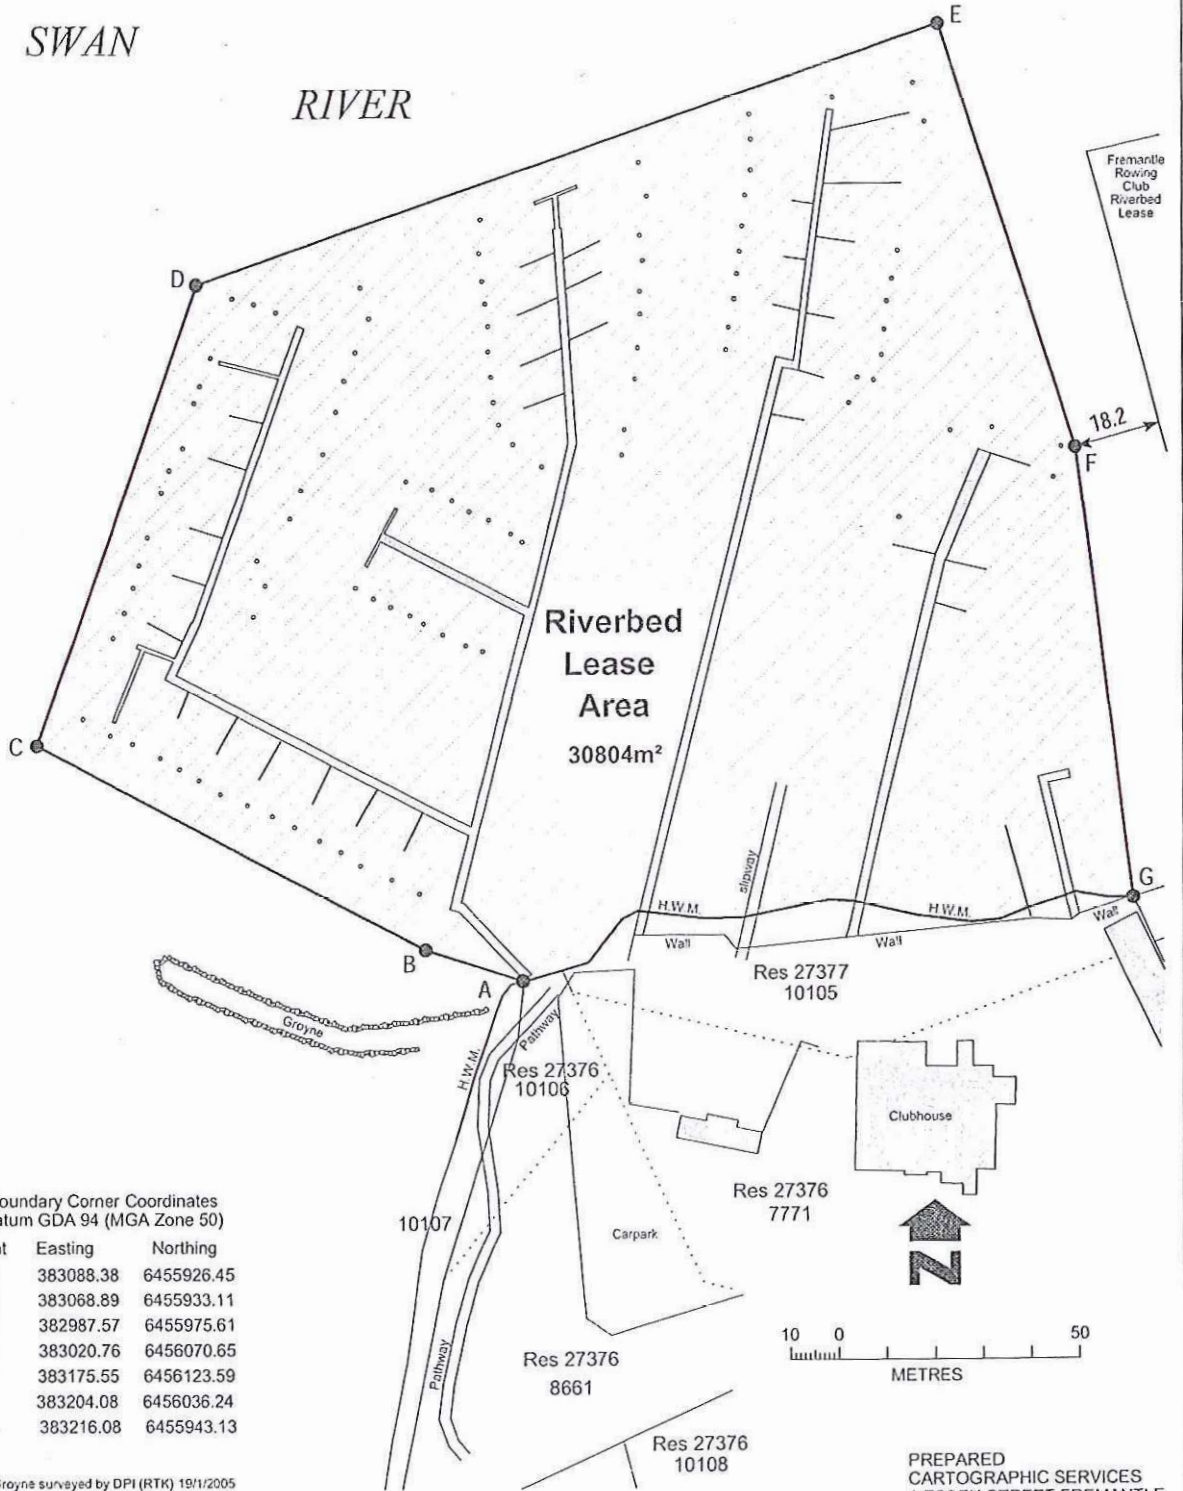 SWAN
RIVER
E
Fremantle
Rowing
Club
Riverbed
Lease
D
18.2
F
Riverbed
Lease
Area
30804m²
C
slipway
G
H.W.M.
H.W.M.
Wall
Wall
Wall
B
A
Res 27377
10105
Groyne
Pathway
H.W.M.
Res 27376
10106
Clubhouse
Res 27376
7771
10107
Carpark
N
oundary Corner Coordinates
atum GDA 94 (MGA Zone 50)
Easting Northing
383088.38 6455926.45
383068.89 6455933.11
382987.57 6455975.61
383020.76 6456070.65
383175.55 6456123.59
383204.08 6456036.24
383216.08 6455943.13
Pathway
10 0 50
METRES
Res 27376
8661
Res 27376
10108
royne surveyed by DPI (RTK) 19/1/2005
PREPARED
CARTOGRAPHIC SERVICES